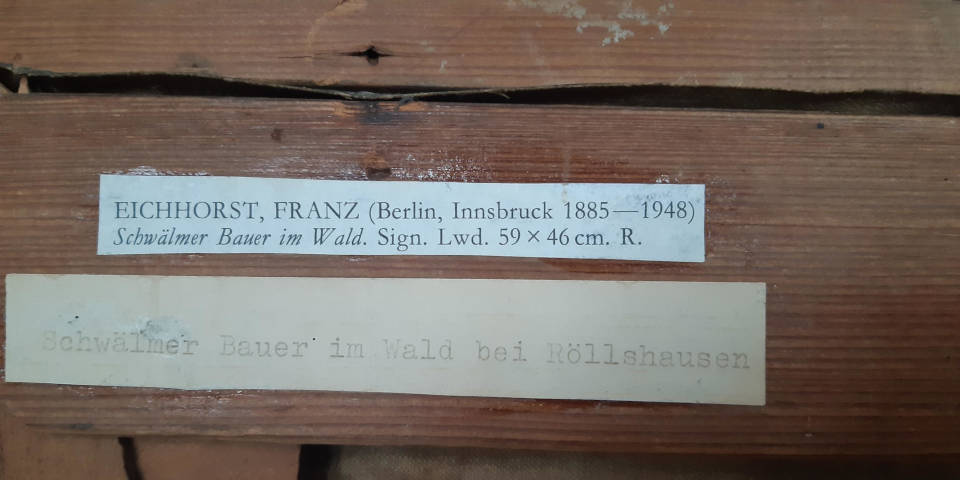 EICHHORST, FRANZ (Berlin, Innsbruck 1885—1948)
Schwälmer Bauer im Wald. Sign. Lwd. 59 × 46 cm. R.
Schwälmer Bauer im Wald bei Röllshausen